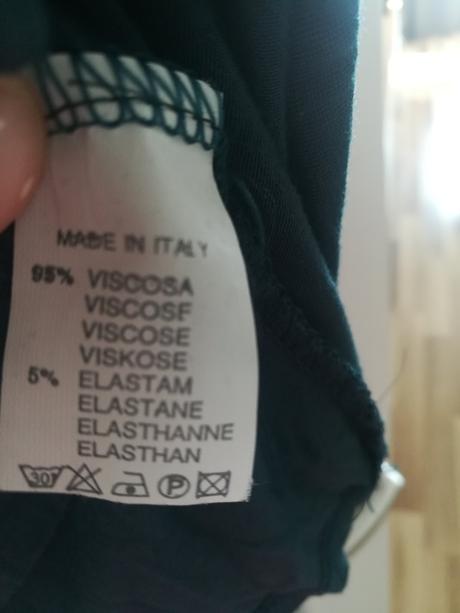 MADE IN ITALY
95% VISCOSA
VISCOSF
VISCOSE
VISKOSE
5% ELASTAM
ELASTANE
ELASTHANNE
ELASTHAN
30 P